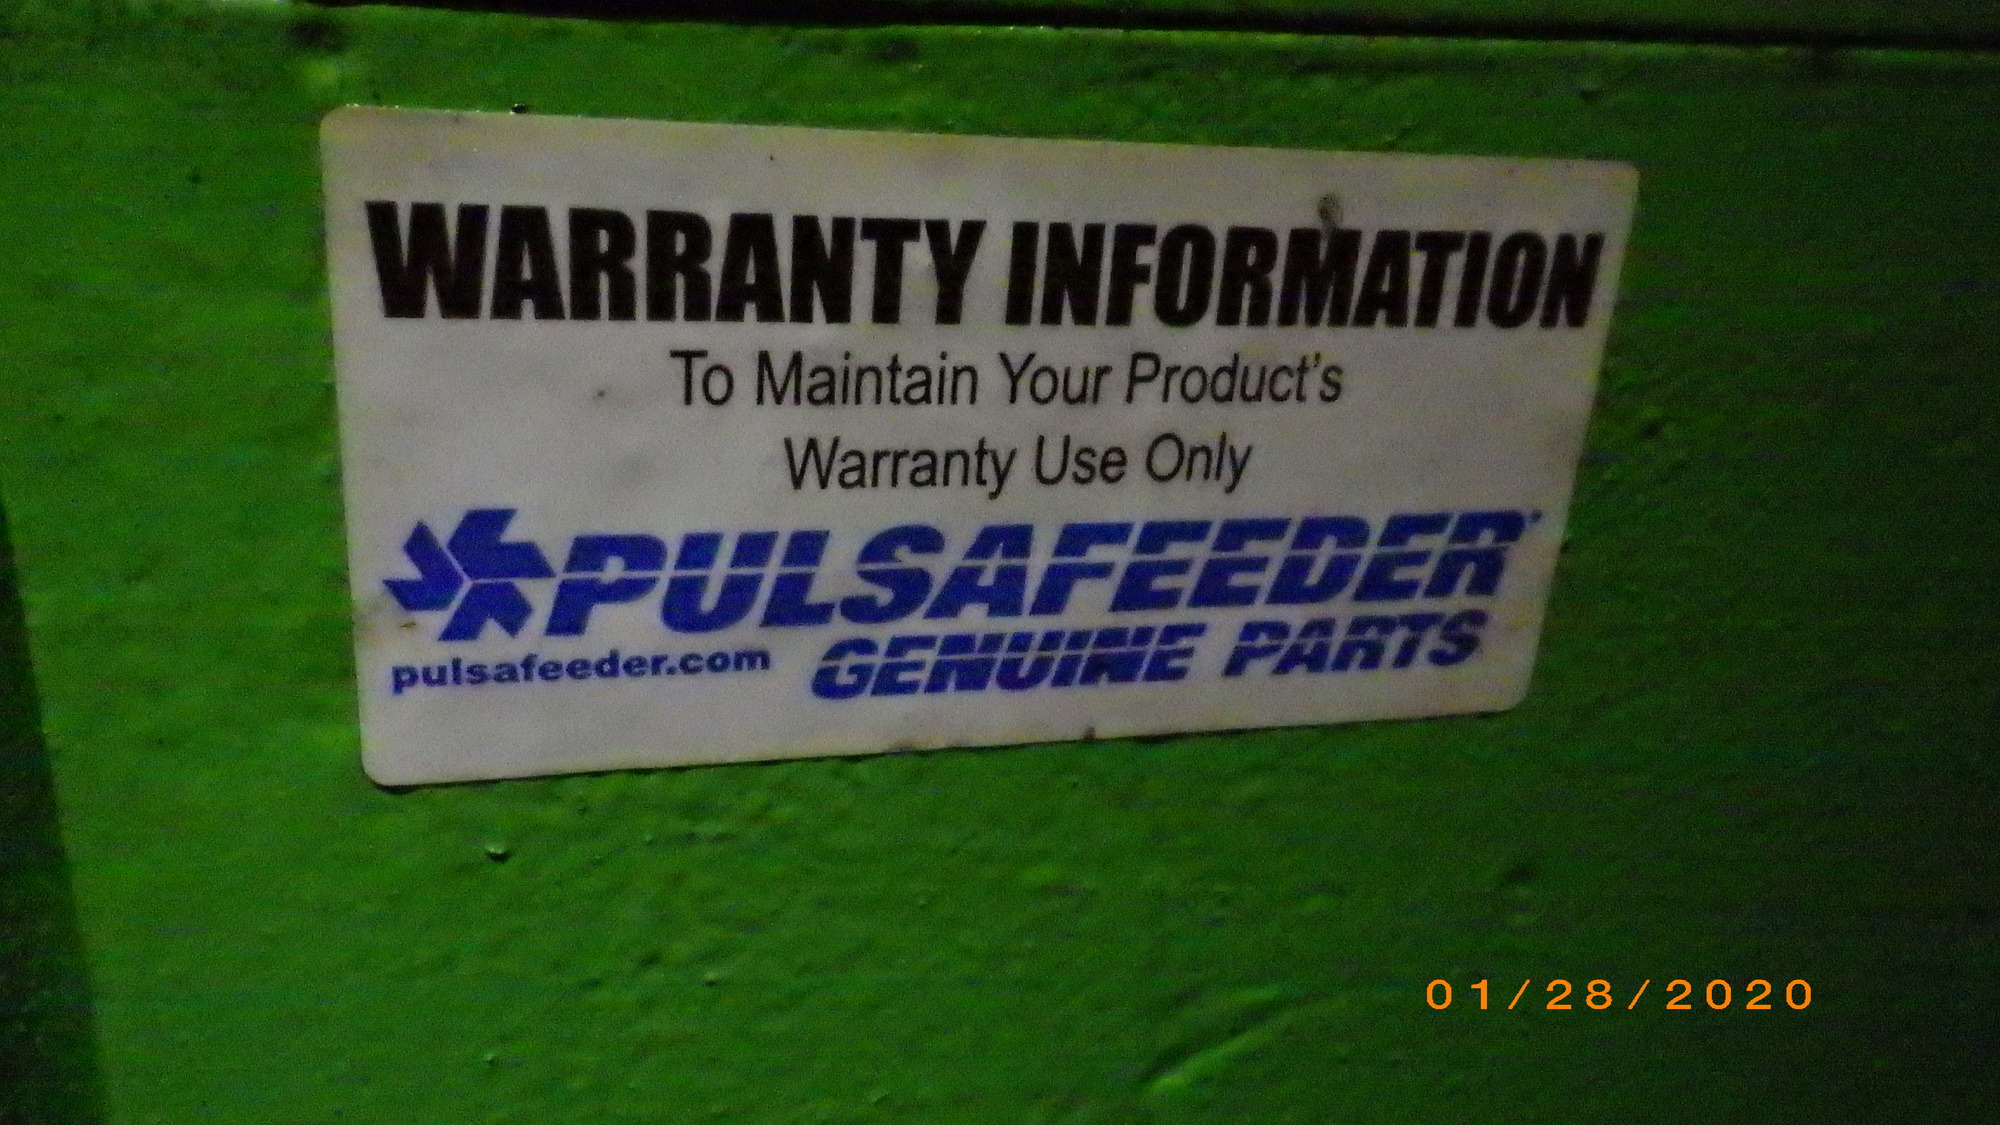 WARRANTY INFORMATION
To Maintain Your Product's
Warranty Use Only
PULSAFEEDER
GENUINE PARTS
pulsafeeder.com
01/28/2020